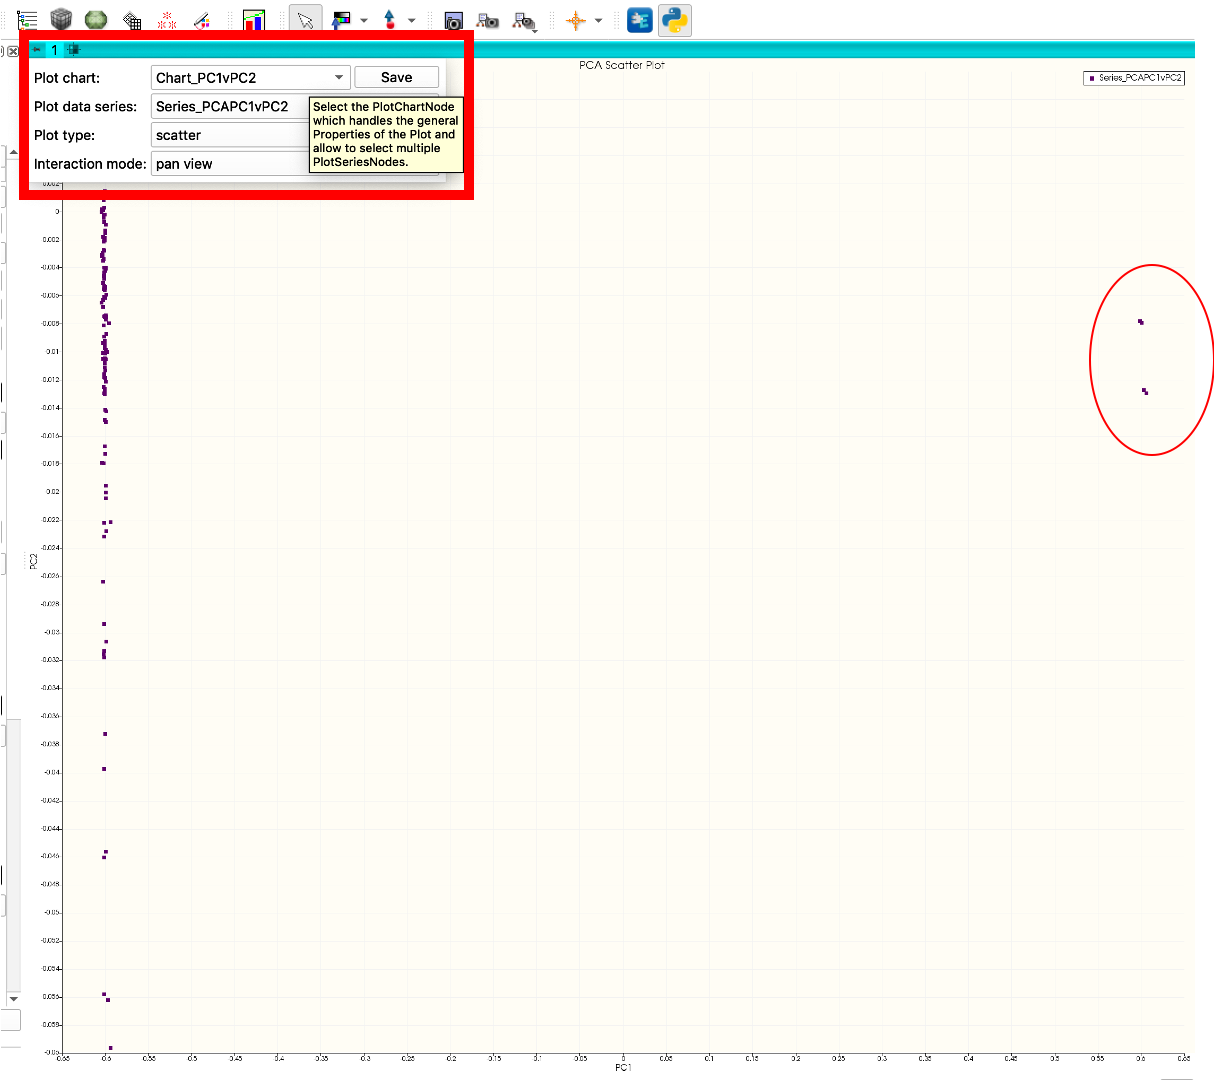 1
PCA Scatter Plot
Plot chart: Chart_PC1vPC2 Save
Series_PCAPC1vPC2
Plot data series: Series_PCAPC1vPC2
Plot type: scatter
Interaction mode: pan view
Select the PlotChartNode
which handles the general
Properties of the Plot and
allow to select multiple
PlotSeriesNodes.
0.002
0
-0.002
-0.004
-0.006
-0.008
-0.01
-0.012
-0.014
-0.016
-0.018
-0.02
-0.022
-0.024
PC2
-0.026
-0.028
-0.03
-0.032
-0.034
-0.036
-0.038
-0.04
-0.042
-0.044
-0.046
-0.048
-0.05
-0.052
-0.054
-0.056
-0.058
-0.06
-0.65 -0.6 -0.55 -0.5 -0.45 -0.4 -0.35 -0.3 -0.25 -0.2 -0.15 -0.1 -0.05 0 0.05 0.1 0.15 0.2 0.25 0.3 0.35 0.4 0.45 0.5 0.55 0.6 0.65
PC1